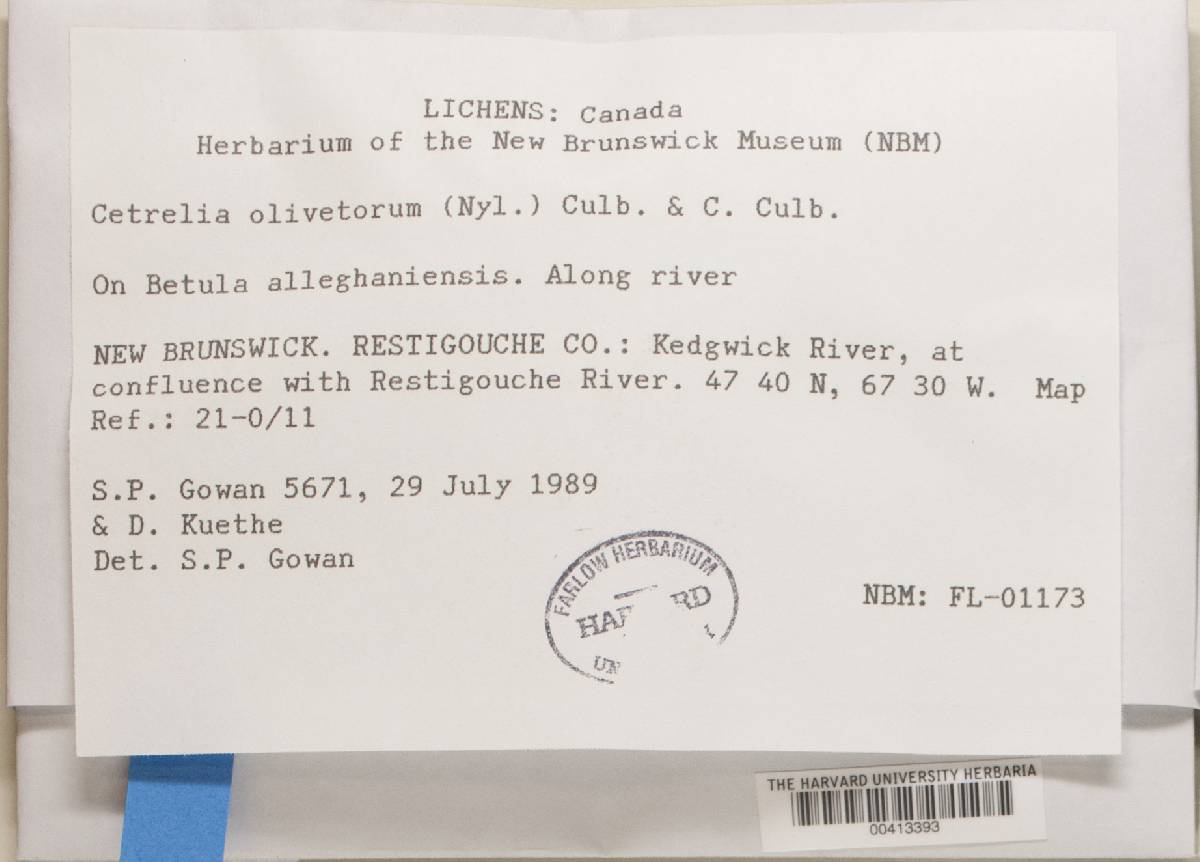 LICHENS: Canada
Herbarium of the New Brunswick Museum (NBM)
Cetrelia olivetorum (Nyl.) Culb. & C. Culb.
On Betula alleghaniensis. Along river
NEW BRUNSWICK. RESTIGOUCHE CO.: Kedgwick River, at
confluence with Restigouche River. 47 40 N, 67 30 W. Map
Ref.: 21-0/11
S.P. Gowan 5671, 29 July 1989
& D. Kuethe
Det. S.P. Gowan
FARLOW HERBARIUM
NBM: FL-01173
THE HARVARD UNIVERSITY HERBARIA
00413393